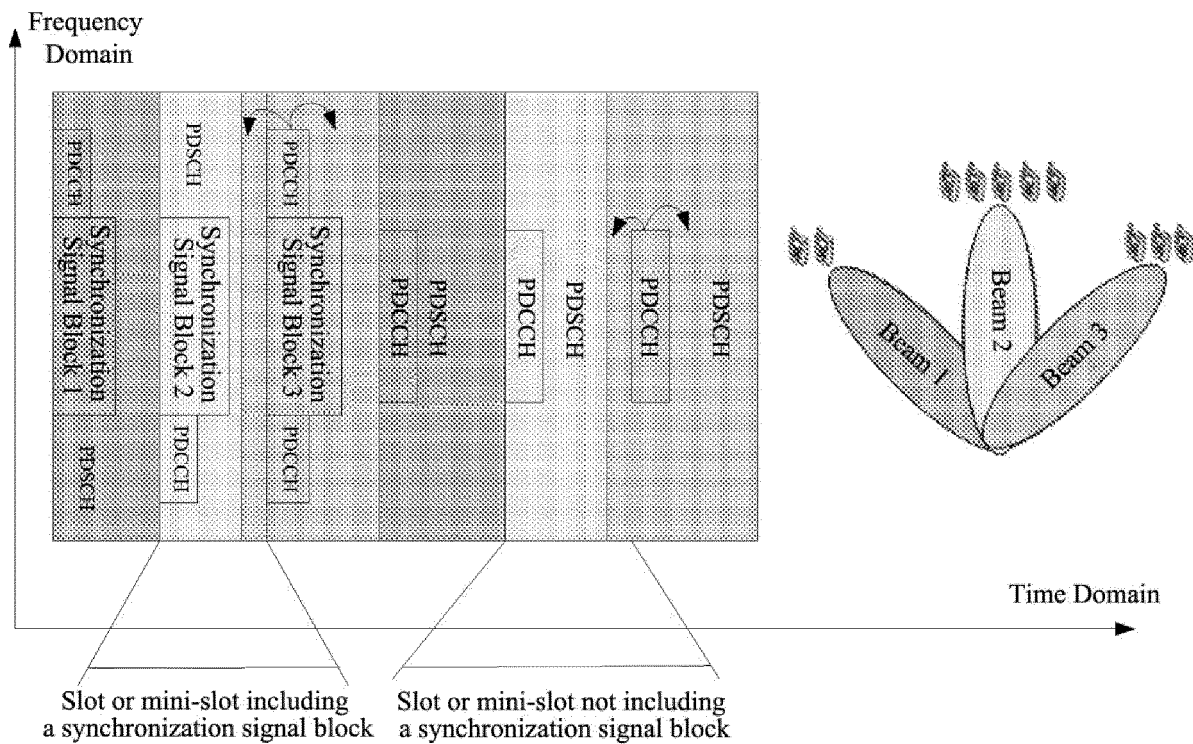 Frequency
Domain
PDCCH
Synchronization
Signal Block 1
PDSCH
PDSCH
Synchronization
Signal Block 2
PDCCH
PDCCH
Synchronization
Signal Block 3
PDCCH
PDCCH
PDSCH
PDCCH
PDSCH
PDCCH
PDSCH
Beam 1
Beam 2
Beam 3
Time Domain
Slot or mini-slot including
a synchronization signal block
Slot or mini-slot not including
a synchronization signal block